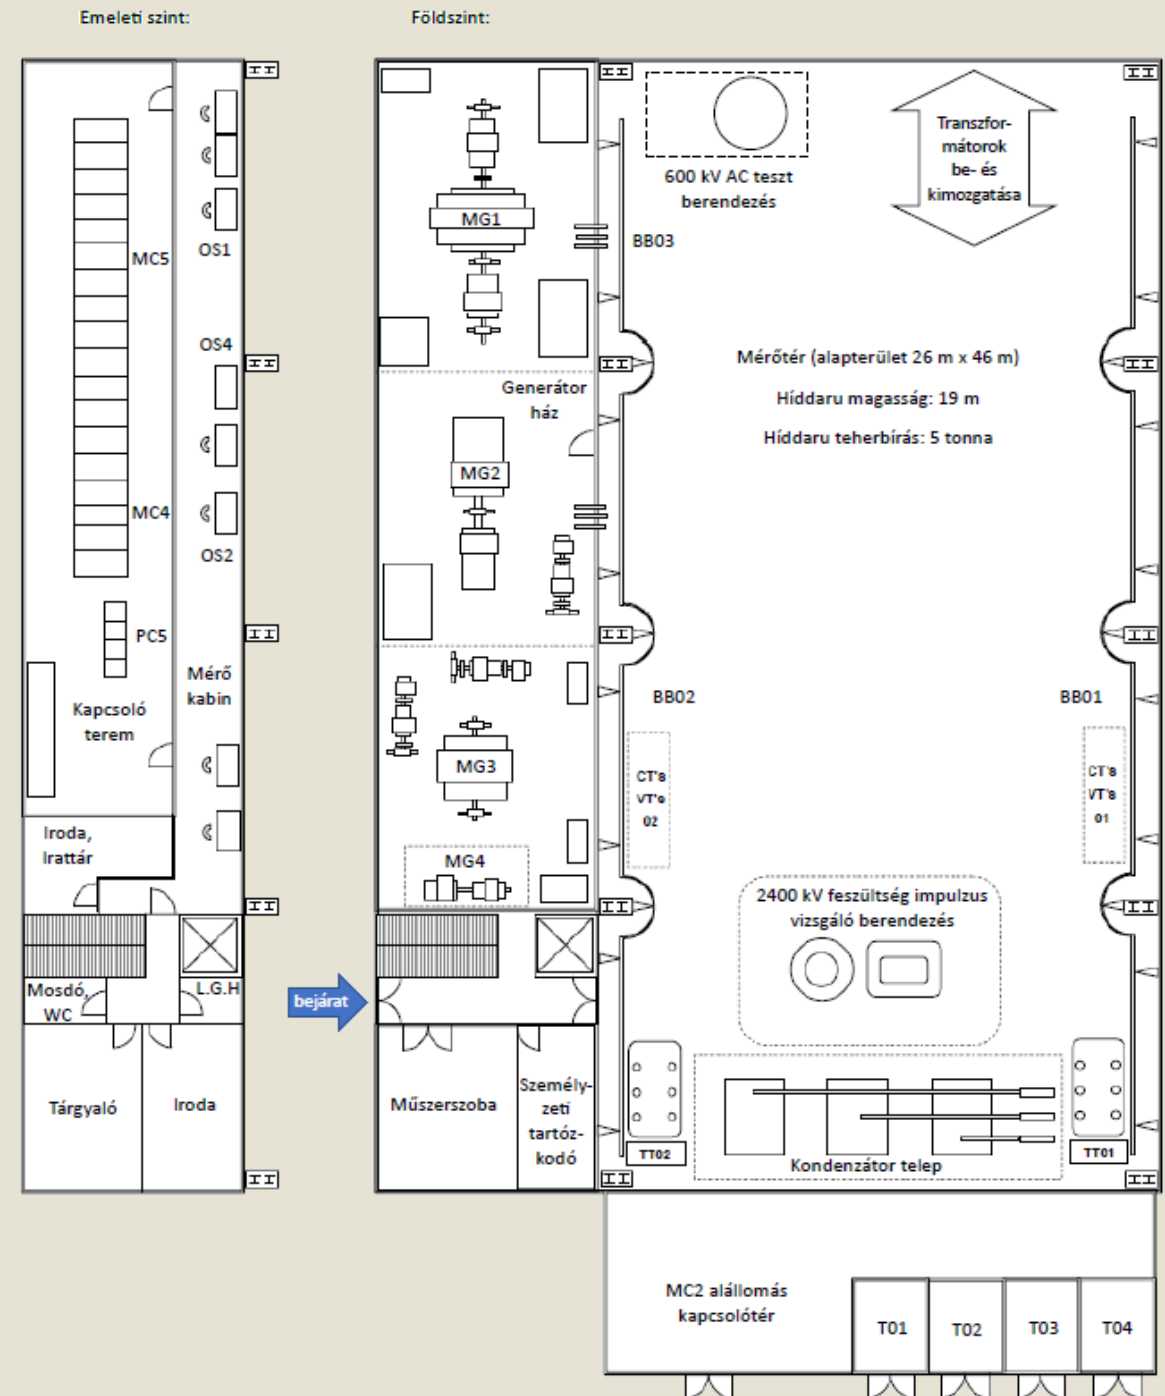 Emeleti szint:
Földszint:
MC5
OS1
OS4
MC4
OS2
PC5
Mérő
kabin
Kapcsoló
terem
Iroda,
Irattár
Mosdó,
WC
L.G.H
Tárgyaló
Iroda
bejárat
MG1
Generátor
ház
MG2
MG3
MG4
Műszerszoba
Személy-
zeti
tartóz-
kodó
600 kV AC teszt
berendezés
Transzfor-
mátorok
be- és
kimozgatása
BB03
Mérőtér (alapterület 26 m x 46 m)
Híddaru magasság: 19 m
Híddaru teherbírás: 5 tonna
BB02
BB01
CT's
VT's
02
CT's
VT's
01
2400 kV feszültség impulzus
vizsgáló berendezés
TT02
TT01
Kondenzátor telep
MC2 alállomás
kapcsolótér
T01
T02
T03
T04